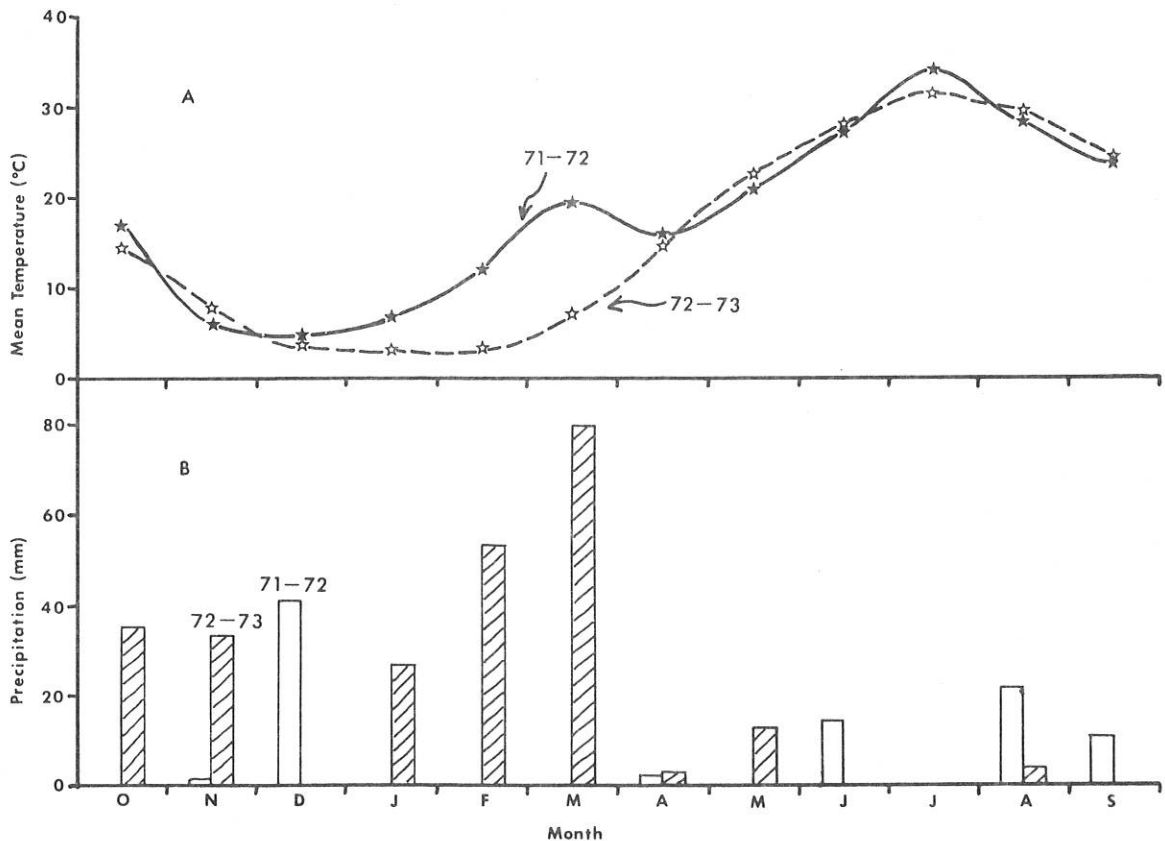 40
30
20
10
0
Mean Temperature (°C)
A
71–72
72–73
80
60
40
20
0
Precipitation (mm)
B
71–72
72–73
O N D J F M A M J J A S
Month